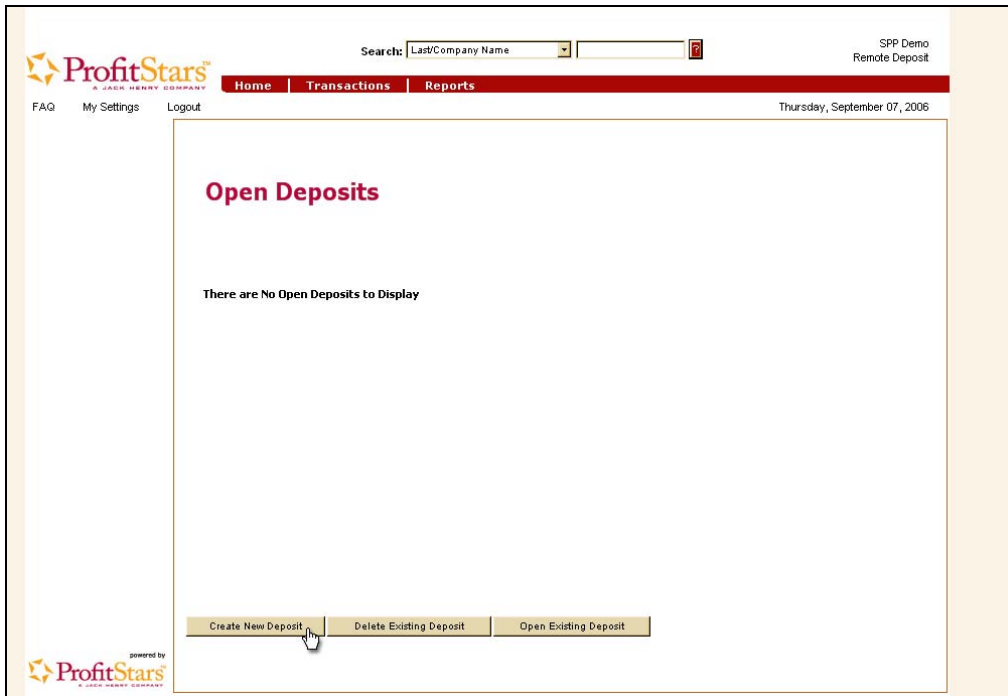 Search: Last/Company Name ?
SPP Demo
Remote Deposit
ProfitStars™
A JACK HENRY COMPANY
Home Transactions Reports
FAQ My Settings Logout
Thursday, September 07, 2006
Open Deposits
There are No Open Deposits to Display
Create New Deposit Delete Existing Deposit Open Existing Deposit
powered by
ProfitStars
A JACK HENRY COMPANY